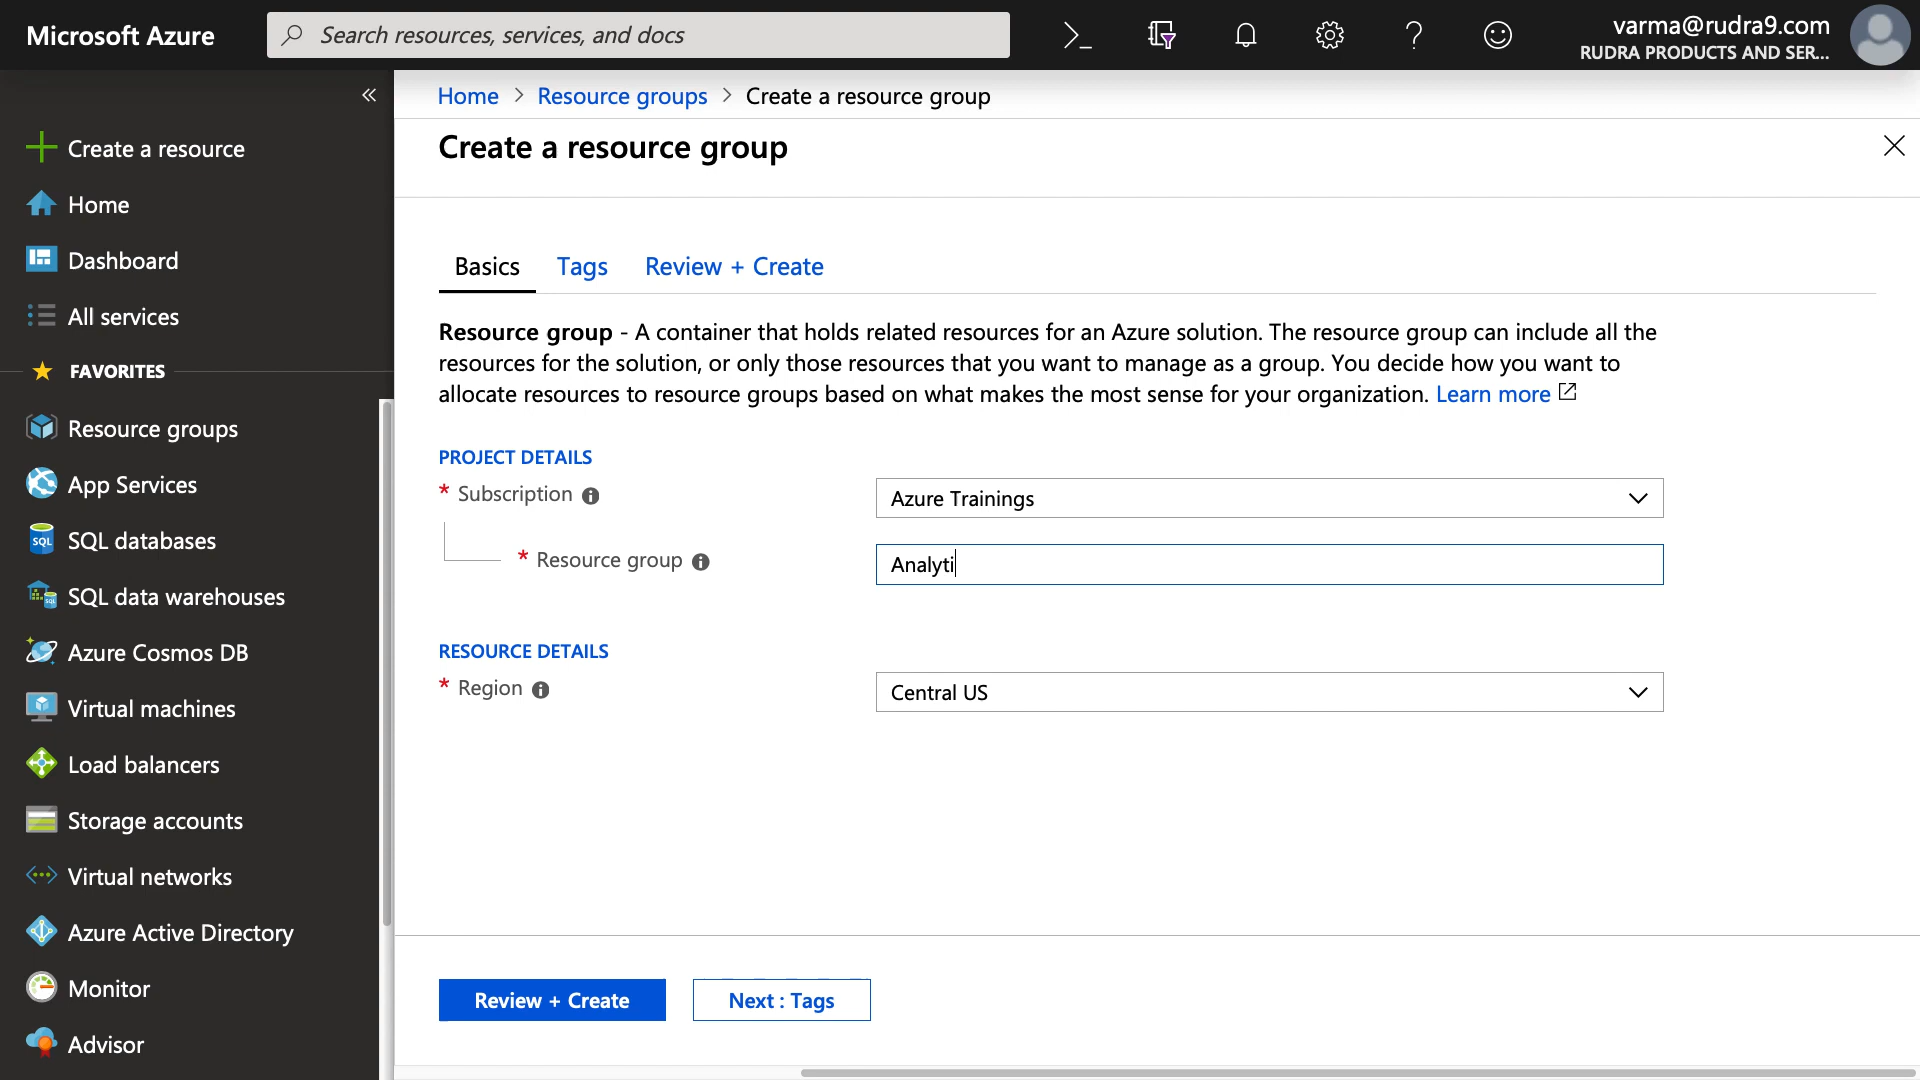 Microsoft Azure
Search resources, services, and docs
varma@rudra9.com
RUDRA PRODUCTS AND SER...
«
Home > Resource groups > Create a resource group
Create a resource group
Create a resource
Home
Dashboard
All services
FAVORITES
Resource groups
App Services
SQL databases
SQL data warehouses
Azure Cosmos DB
Virtual machines
Load balancers
Storage accounts
Virtual networks
Azure Active Directory
Monitor
Advisor
Basics Tags Review + Create
Resource group - A container that holds related resources for an Azure solution. The resource group can include all the
resources for the solution, or only those resources that you want to manage as a group. You decide how you want to
allocate resources to resource groups based on what makes the most sense for your organization. Learn more
PROJECT DETAILS
* Subscription
Azure Trainings
* Resource group
Analyti
RESOURCE DETAILS
* Region
Central US
Review + Create
Next : Tags